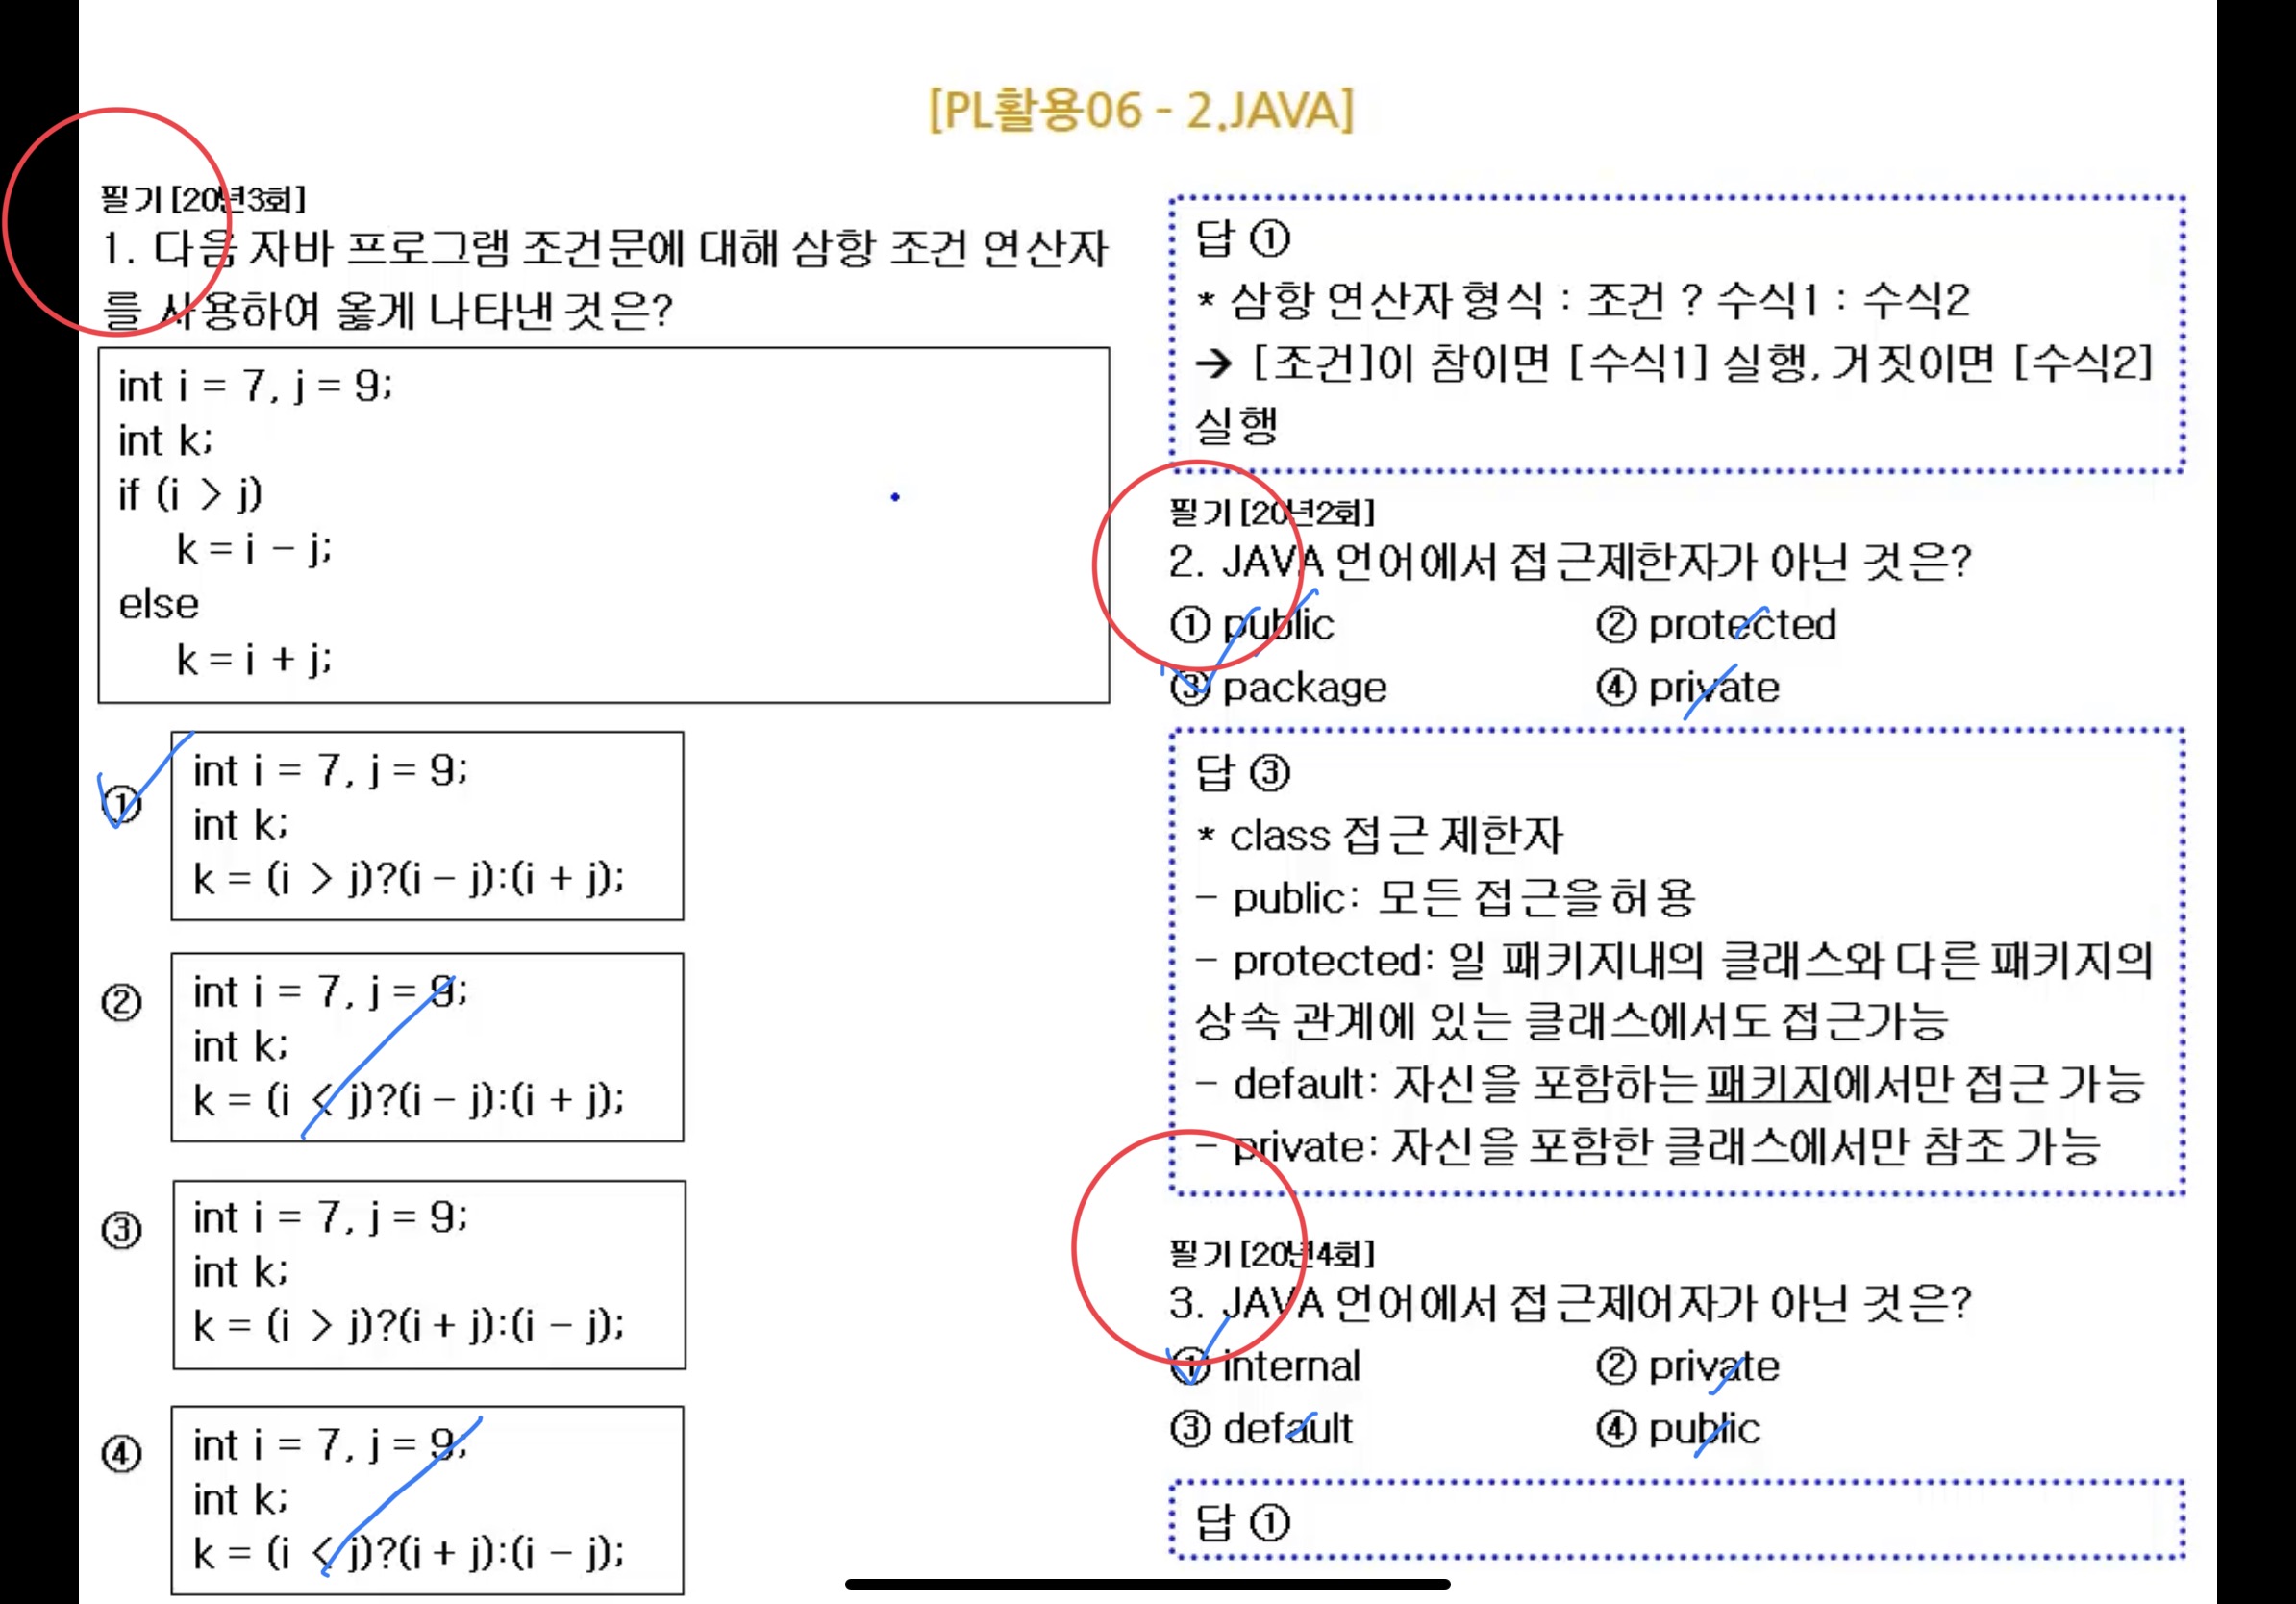 [PL활용06 - 2.JAVA]
필기[20년3회]
1. 다음 자바 프로그램 조건문에 대해 삼항 조건 연산자
를 사용하여 옳게 나타낸 것은?
int i = 7, j = 9;
int k;
if (i > j)
k = i - j;
else
k = i + j;
①
int i = 7, j = 9;
int k;
k = (i > j)?(i - j):(i + j);
②
int i = 7, j = 9;
int k;
k = (i < j)?(i - j):(i + j);
③
int i = 7, j = 9;
int k;
k = (i > j)?(i + j):(i - j);
④
int i = 7, j = 9;
int k;
k = (i < j)?(i + j):(i - j);
답 ①
* 삼항 연산자 형식 : 조건 ? 수식1 : 수식2
→ [조건]이 참이면 [수식1] 실행, 거짓이면 [수식2]
실행
필기[20년2회]
2. JAVA 언어에서 접근제한자가 아닌 것은?
① public ② protected
③ package ④ private
답 ③
* class 접근 제한자
- public: 모든 접근을 허용
- protected: 일 패키지내의 클래스와 다른 패키지의
상속 관계에 있는 클래스에서도 접근가능
- default: 자신을 포함하는 패키지에서만 접근 가능
- private: 자신을 포함한 클래스에서만 참조 가능
필기[20년4회]
3. JAVA 언어에서 접근제어자가 아닌 것은?
① internal ② private
③ default ④ public
답 ①